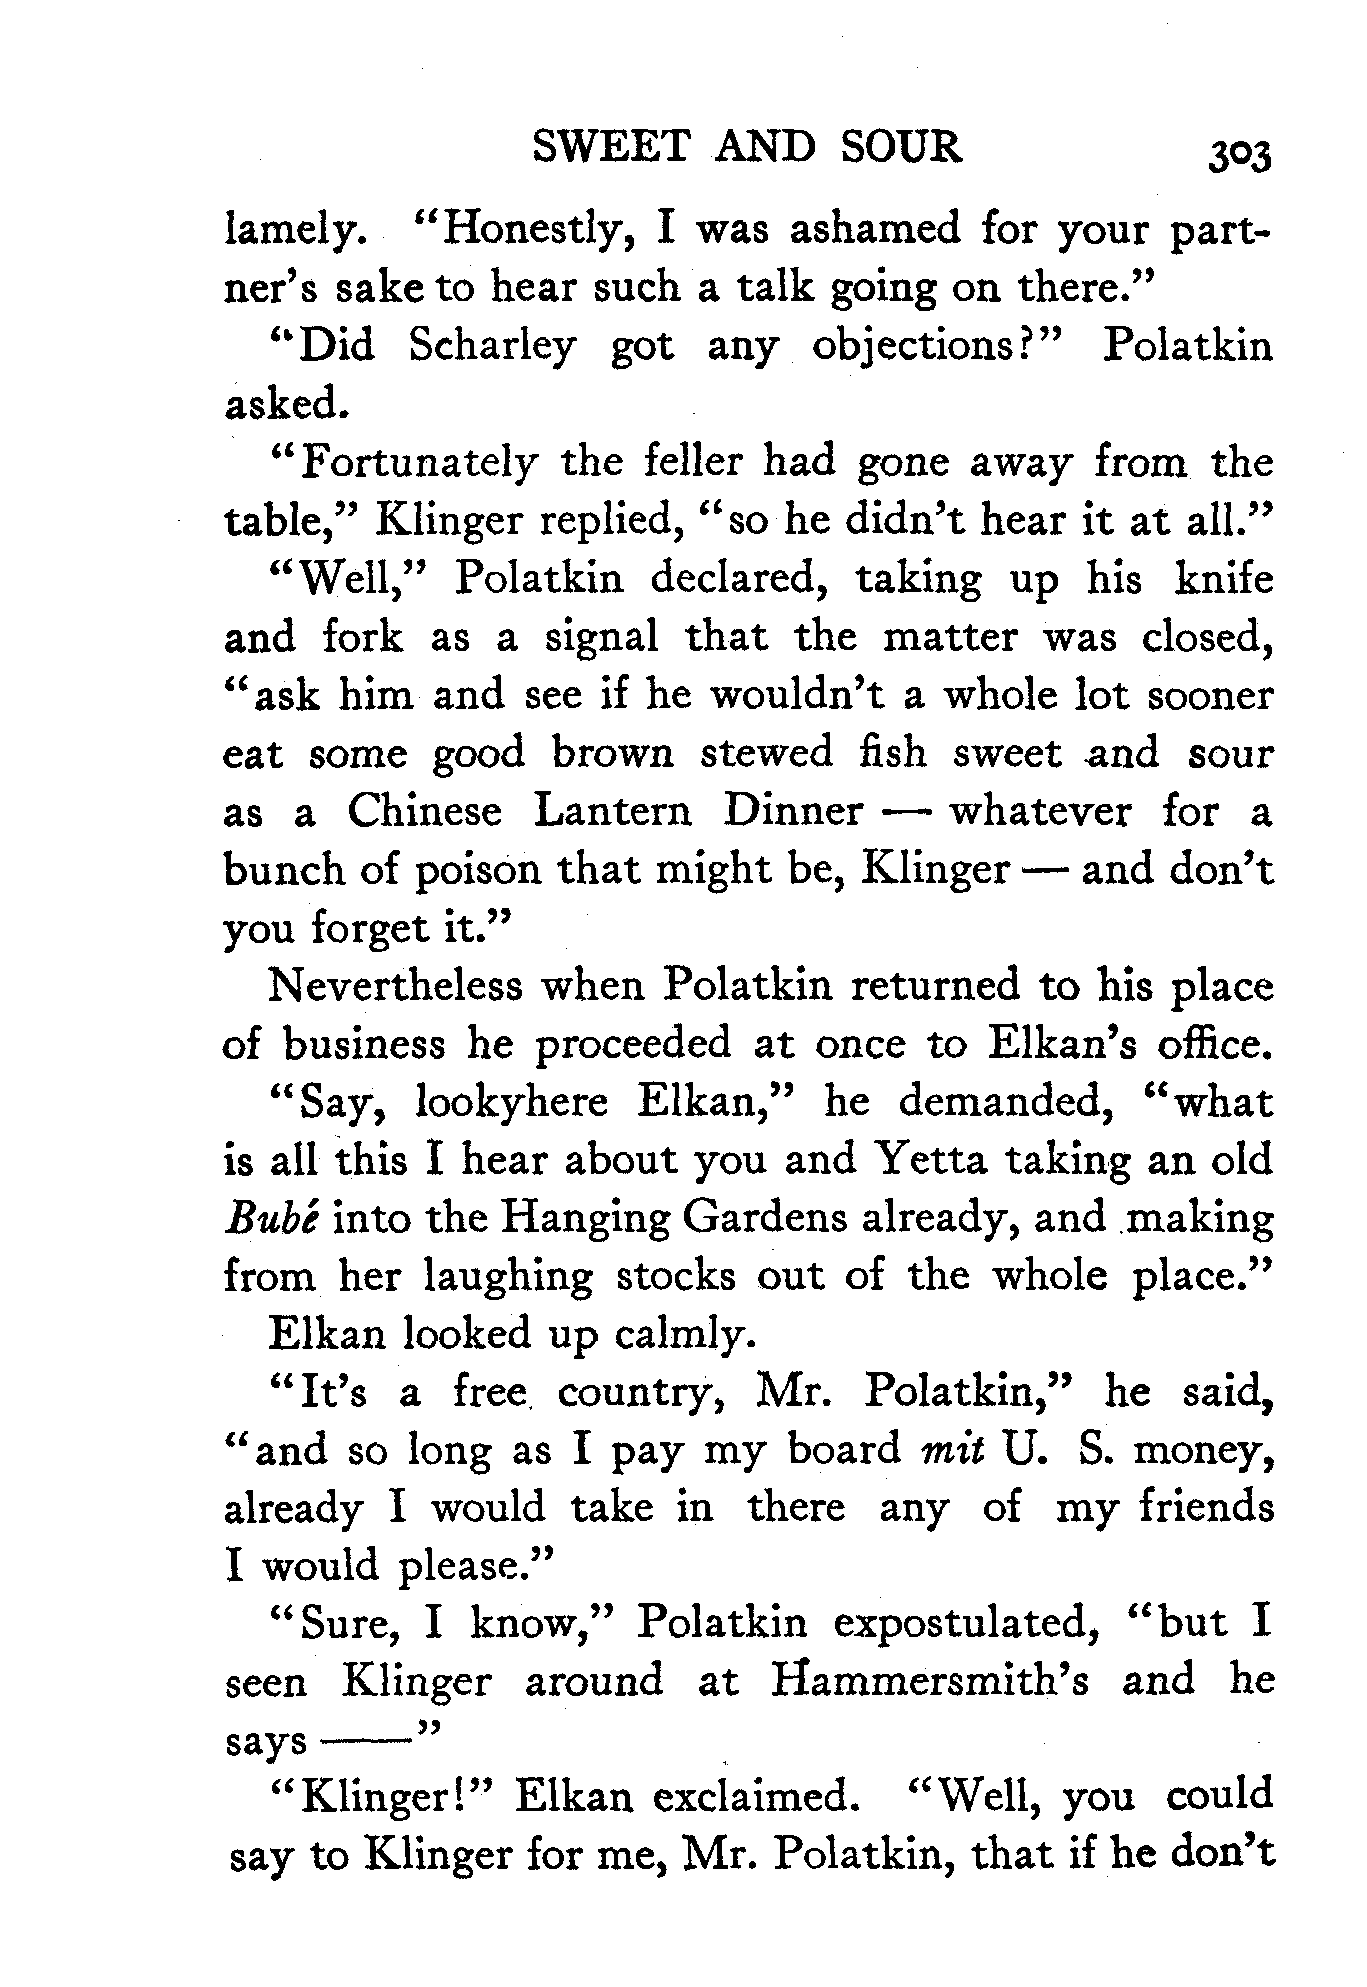 SWEET AND SOUR 303
lamely. "Honestly, I was ashamed for your part-
ner's sake to hear such a talk going on there."
"Did Scharley got any objections?" Polatkin
asked.
"Fortunately the feller had gone away from the
table," Klinger replied, "so he didn't hear it at all."
"Well," Polatkin declared, taking up his knife
and fork as a signal that the matter was closed,
"ask him and see if he wouldn't a whole lot sooner
eat some good brown stewed fish sweet and sour
as a Chinese Lantern Dinner — whatever for a
bunch of poison that might be, Klinger — and don't
you forget it."
Nevertheless when Polatkin returned to his place
of business he proceeded at once to Elkan's office.
"Say, lookyhere Elkan," he demanded, "what
is all this I hear about you and Yetta taking an old
Bubé into the Hanging Gardens already, and making
from her laughing stocks out of the whole place."
Elkan looked up calmly.
"It's a free country, Mr. Polatkin," he said,
"and so long as I pay my board mit U. S. money,
already I would take in there any of my friends
I would please."
"Sure, I know," Polatkin expostulated, "but I
seen Klinger around at Hammersmith's and he
says ——"
"Klinger!" Elkan exclaimed. "Well, you could
say to Klinger for me, Mr. Polatkin, that if he don't